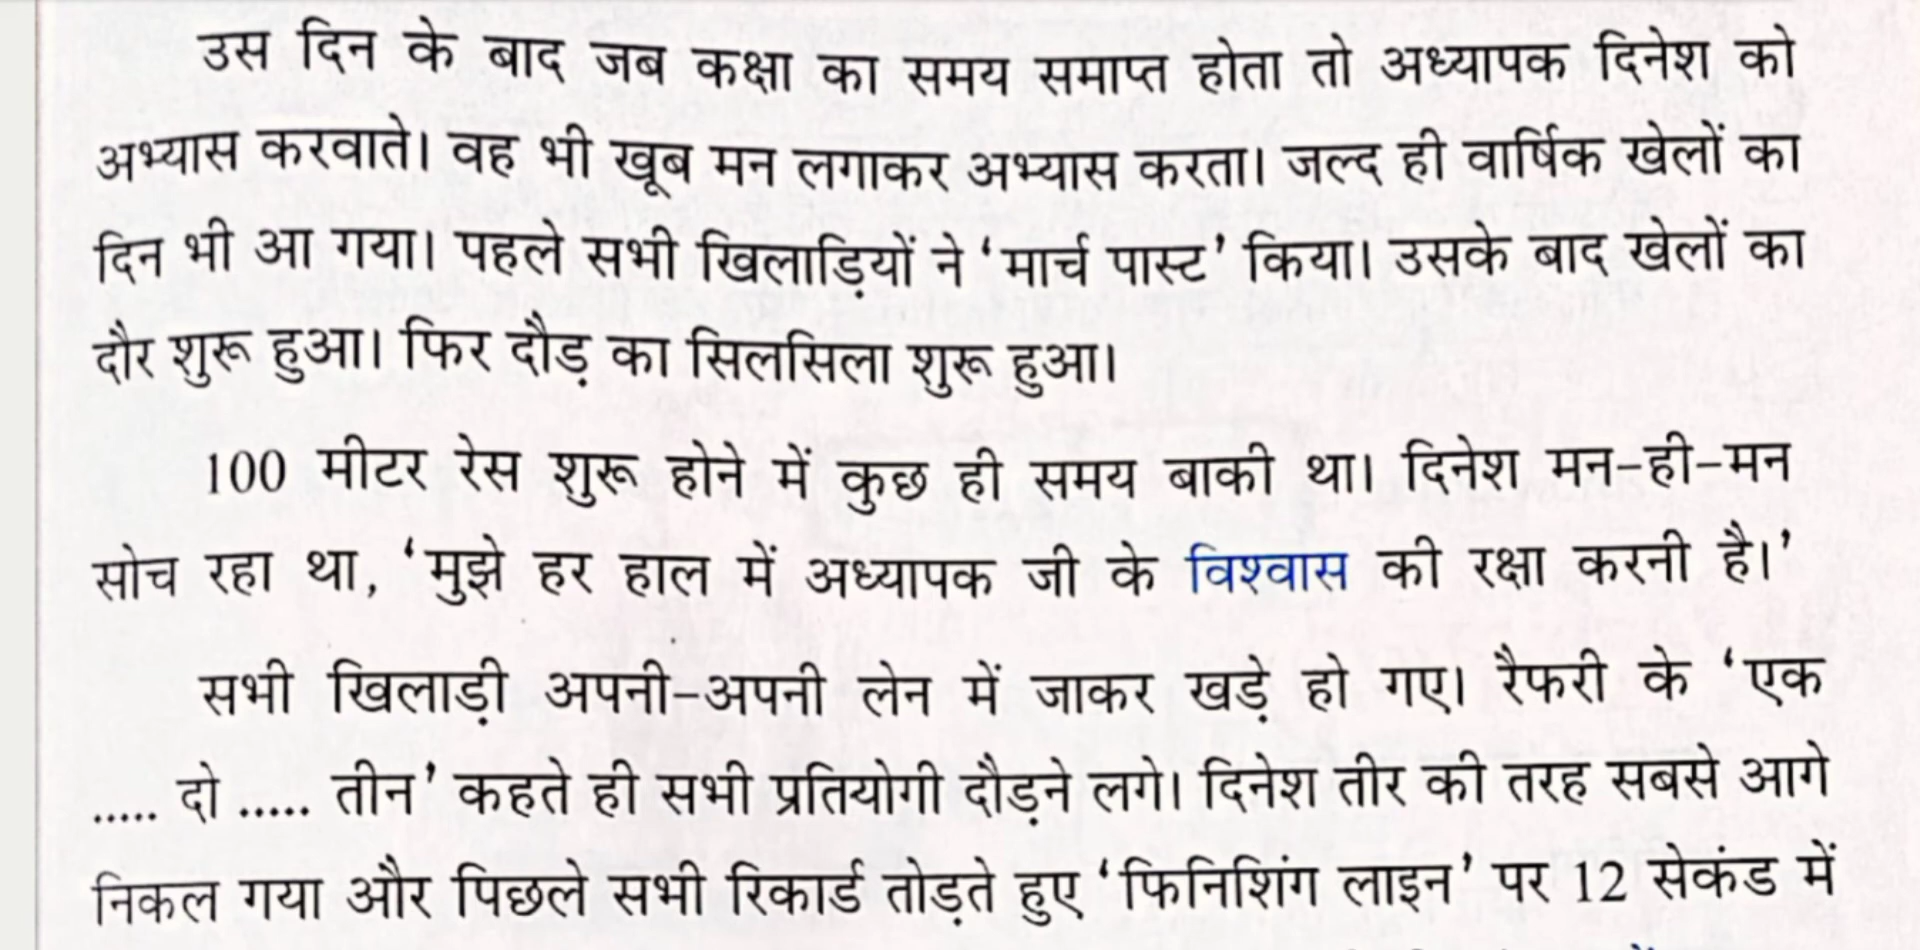 उस दिन के बाद जब कक्षा का समय समाप्त होता तो अध्यापक दिनेश को
अभ्यास करवाते। वह भी खूब मन लगाकर अभ्यास करता। जल्द ही वार्षिक खेलों का
दिन भी आ गया। पहले सभी खिलाड़ियों ने ‘मार्च पास्ट’ किया। उसके बाद खेलों का
दौर शुरू हुआ। फिर दौड़ का सिलसिला शुरू हुआ।
100 मीटर रेस शुरू होने में कुछ ही समय बाकी था। दिनेश मन-ही-मन
सोच रहा था, ‘मुझे हर हाल में अध्यापक जी के विश्वास की रक्षा करनी है।’
सभी खिलाड़ी अपनी-अपनी लेन में जाकर खड़े हो गए। रैफरी के ‘एक
..... दो ..... तीन’ कहते ही सभी प्रतियोगी दौड़ने लगे। दिनेश तीर की तरह सबसे आगे
निकल गया और पिछले सभी रिकार्ड तोड़ते हुए ‘फिनिशिंग लाइन’ पर 12 सेकंड में